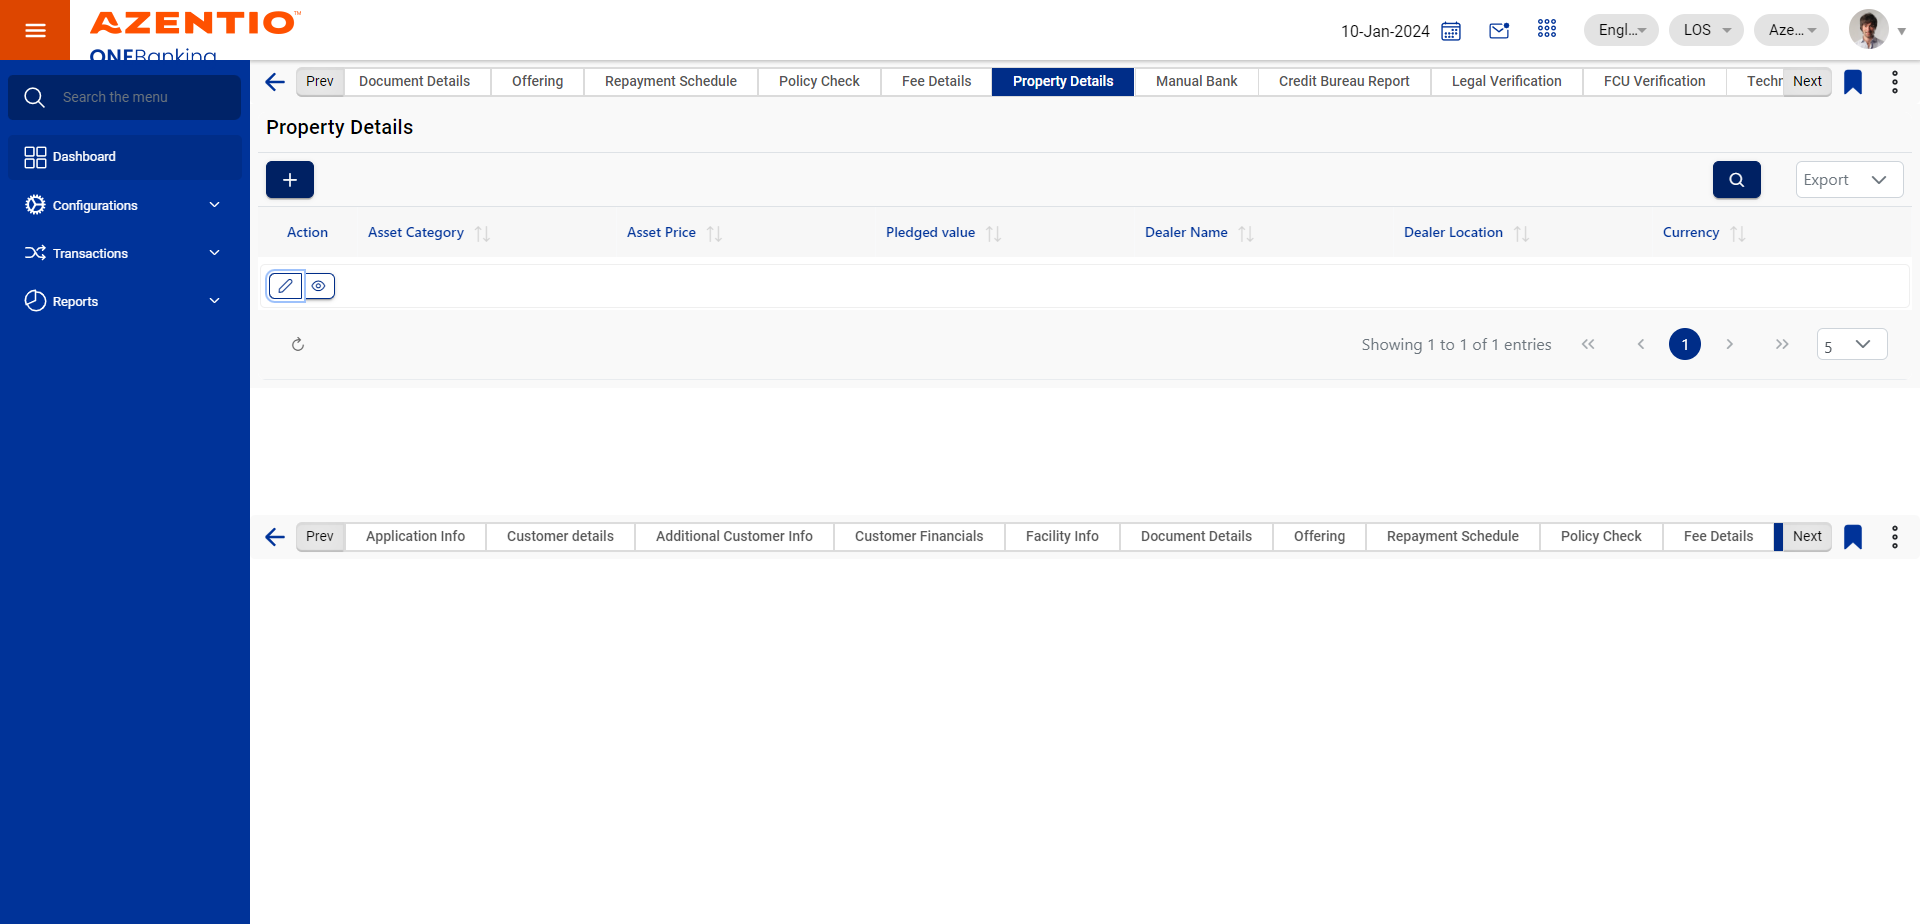 AZENTIO™
ONEBanking
10-Jan-2024
Engl...
LOS
Aze...
Search the menu
Dashboard
Configurations
Transactions
Reports
Prev
Document Details
Offering
Repayment Schedule
Policy Check
Fee Details
Property Details
Manual Bank
Credit Bureau Report
Legal Verification
FCU Verification
Techr
Next
Property Details
+
Export
Action
Asset Category
Asset Price
Pledged value
Dealer Name
Dealer Location
Currency
Showing 1 to 1 of 1 entries
1
5
Prev
Application Info
Customer details
Additional Customer Info
Customer Financials
Facility Info
Document Details
Offering
Repayment Schedule
Policy Check
Fee Details
Next